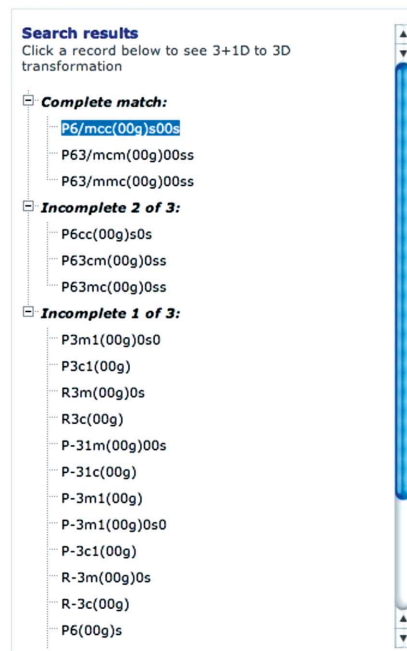 Search results
Click a record below to see 3+1D to 3D
transformation
Complete match:
P6/mcc(00g)s00s
P63/mcm(00g)00ss
P63/mmc(00g)00ss
Incomplete 2 of 3:
P6cc(00g)s0s
P63cm(00g)0ss
P63mc(00g)0ss
Incomplete 1 of 3:
P3m1(00g)0s0
P3c1(00g)
R3m(00g)0s
R3c(00g)
P-31m(00g)00s
P-31c(00g)
P-3m1(00g)
P-3m1(00g)0s0
P-3c1(00g)
R-3m(00g)0s
R-3c(00g)
P6(00g)s